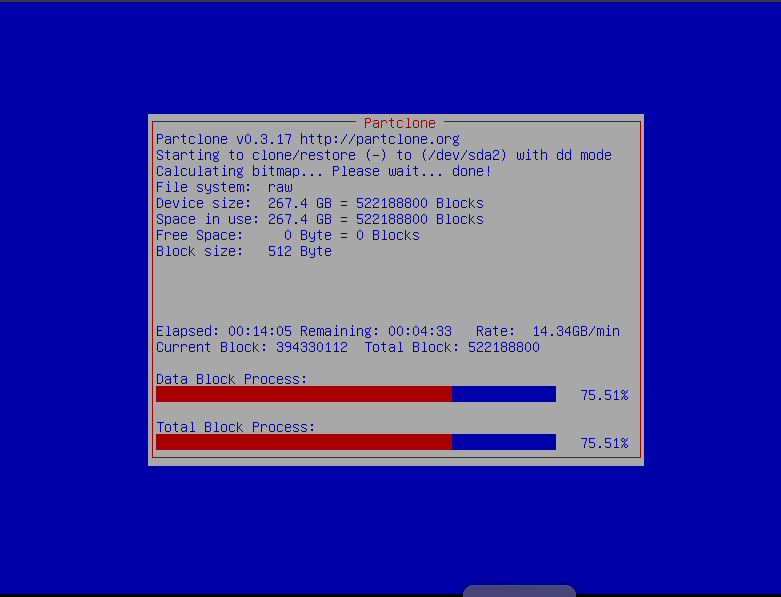 Partclone
Partclone v0.3.17 http://partclone.org
Starting to clone/restore (-) to (/dev/sda2) with dd mode
Calculating bitmap... Please wait... done!
File system:  raw
Device size:  267.4 GB = 522188800 Blocks
Space in use: 267.4 GB = 522188800 Blocks
Free Space:     0 Byte = 0 Blocks
Block size:   512 Byte
Elapsed: 00:14:05 Remaining: 00:04:33   Rate:  14.34GB/min
Current Block: 394330112  Total Block: 522188800
Data Block Process:
75.51%
Total Block Process:
75.51%